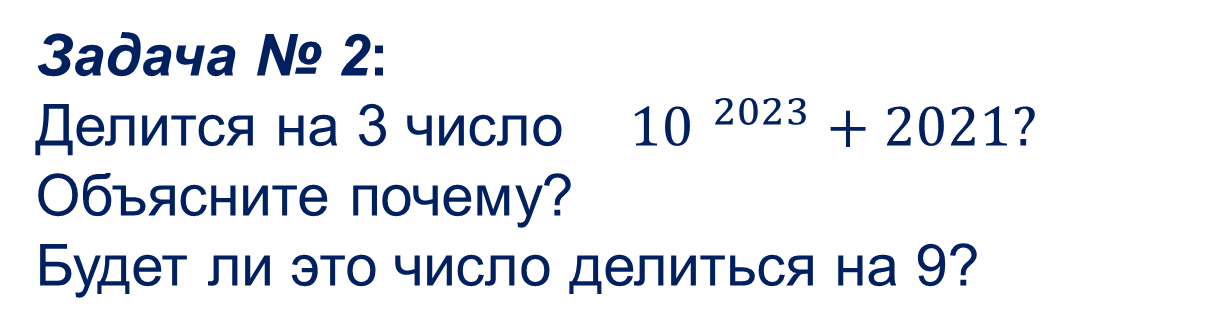 Задача № 2:
Делится на 3 число 10 ²⁰²³ + 2021?
Объясните почему?
Будет ли это число делиться на 9?